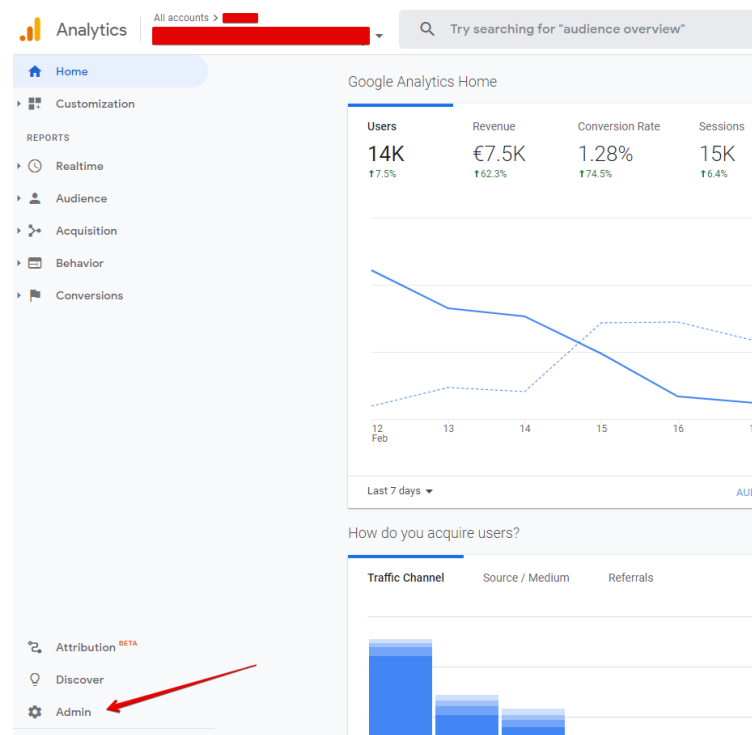 Analytics
All accounts >
Try searching for "audience overview"
Home
Customization
REPORTS
Realtime
Audience
Acquisition
Behavior
Conversions
Attribution BETA
Discover
Admin
Google Analytics Home
Users Revenue Conversion Rate Sessions
14K €7.5K 1.28% 15K
↑7.5% ↑62.3% ↑74.5% ↑6.4%
12 13 14 15 16
Feb
Last 7 days
How do you acquire users?
Traffic Channel Source / Medium Referrals